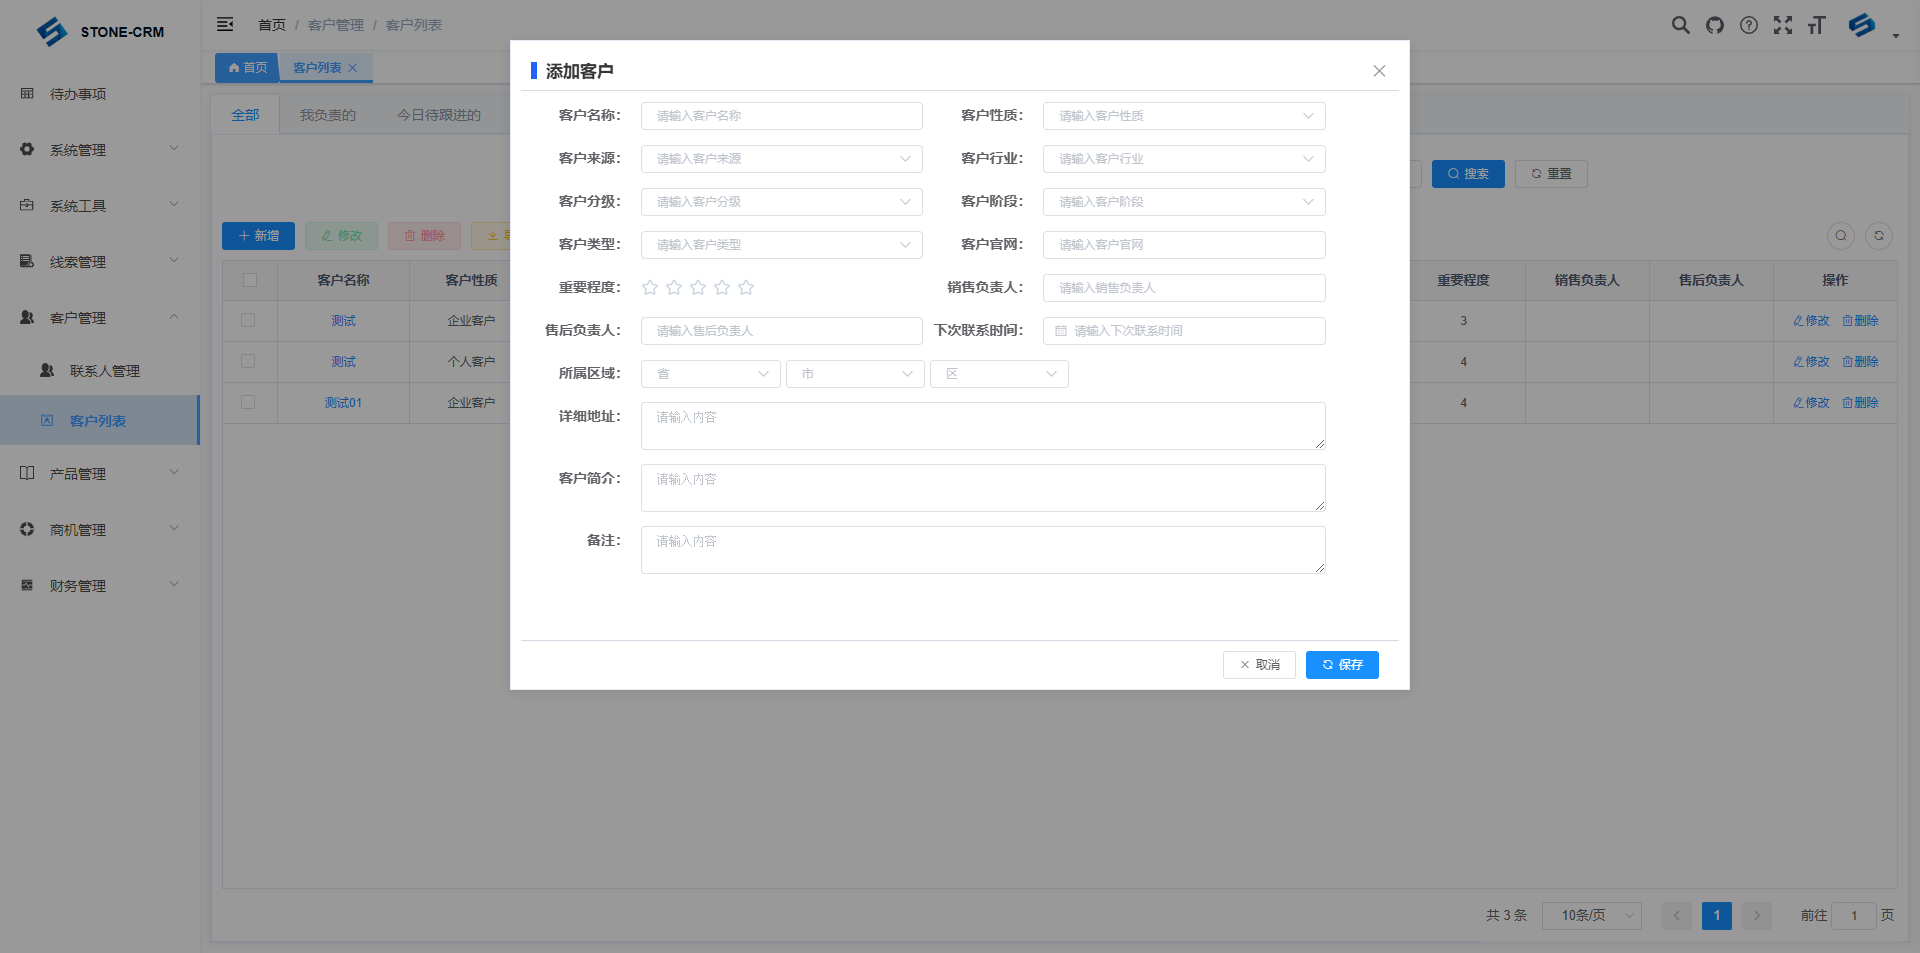 STONE-CRM
首页 / 客户管理 / 客户列表
首页
客户列表
待办事项
系统管理
系统工具
线索管理
客户管理
联系人管理
客户列表
产品管理
商机管理
财务管理
全部 我负责的 今日待跟进的
搜索 重置
新增 修改 删除
客户名称 客户性质 重要程度 销售负责人 售后负责人 操作
测试 企业客户 3 修改 删除
测试 个人客户 4 修改 删除
测试01 企业客户 4 修改 删除
共 3 条 10条/页 1 前往 1 页
添加客户
客户名称： 请输入客户名称 客户性质： 请输入客户性质
客户来源： 请输入客户来源 客户行业： 请输入客户行业
客户分级： 请输入客户分级 客户阶段： 请输入客户阶段
客户类型： 请输入客户类型 客户官网： 请输入客户官网
重要程度： 销售负责人： 请输入销售负责人
售后负责人： 请输入售后负责人 下次联系时间： 请输入下次联系时间
所属区域： 省 市 区
详细地址： 请输入内容
客户简介： 请输入内容
备注： 请输入内容
取消 保存